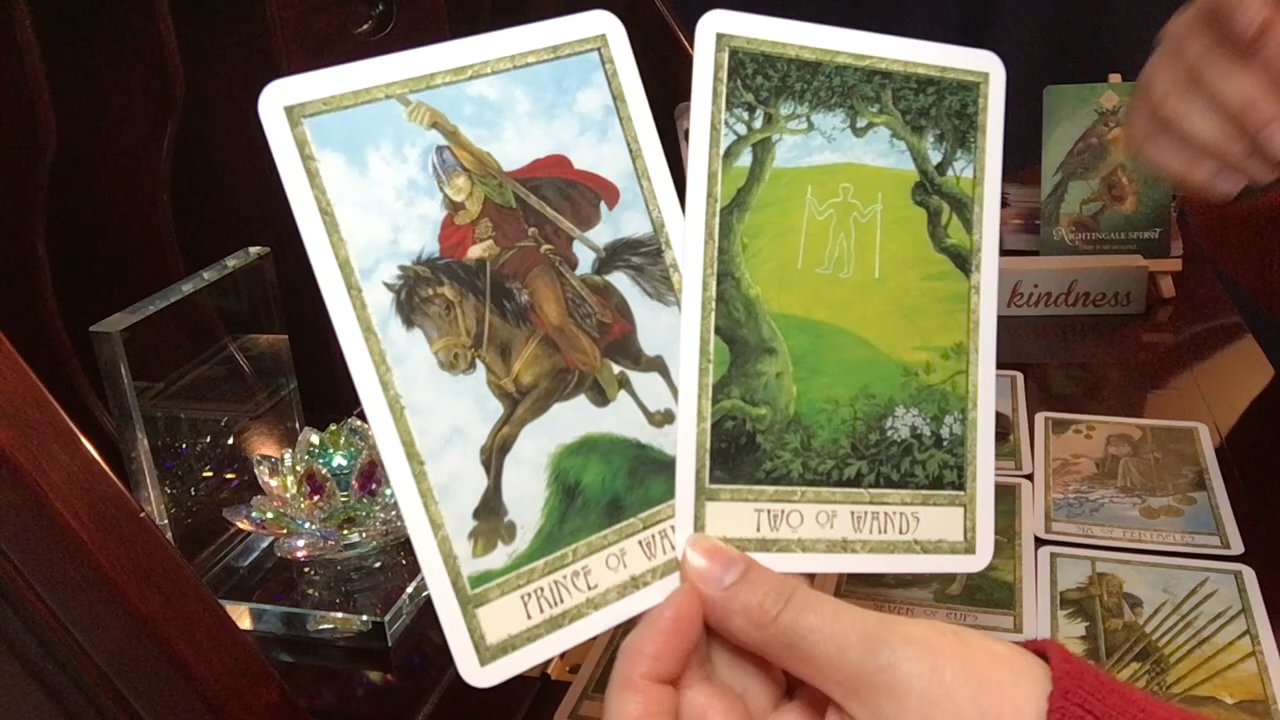 PRINCE OF WA
TWO OF WANDS
NIGHTINGALE SPIRIT
kindness
SIX OF PENTACLES
SEVEN OF CUPS